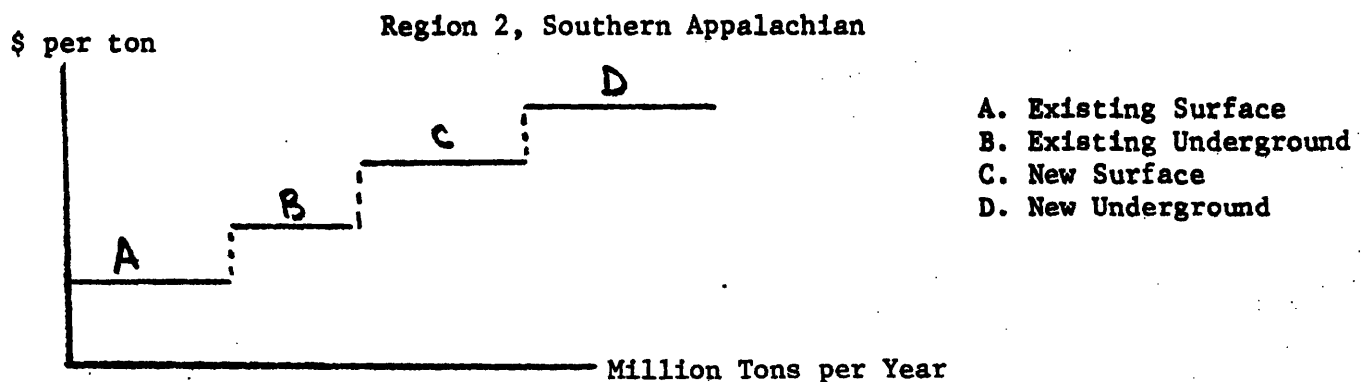 Region 2, Southern Appalachian
$ per ton
D
C
B
A
A. Existing Surface
B. Existing Underground
C. New Surface
D. New Underground
Million Tons per Year